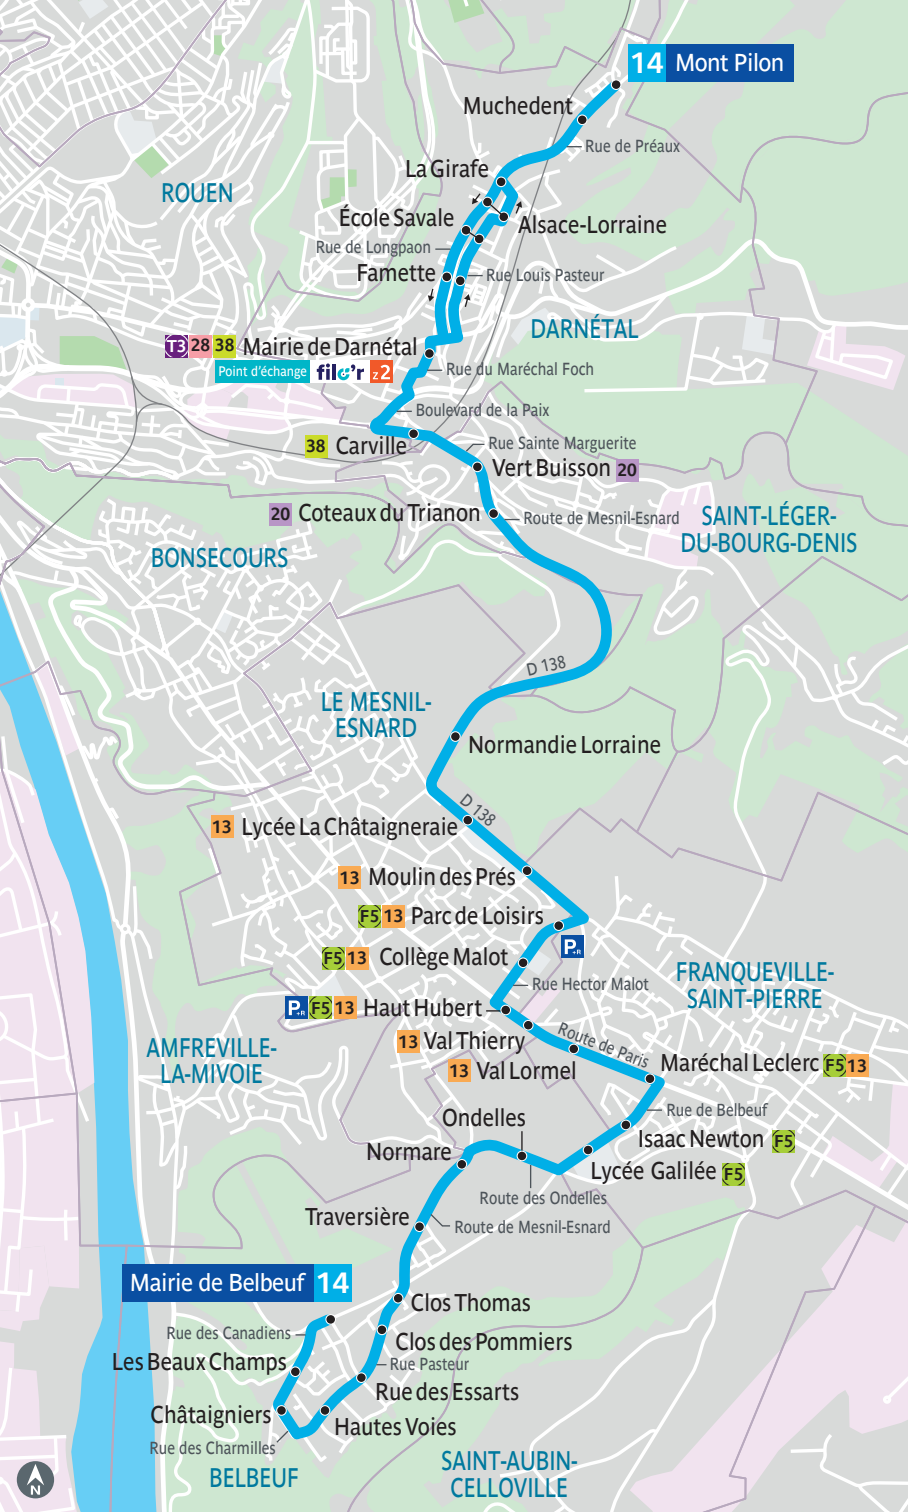 14 Mont Pilon
Muchedent
Rue de Préaux
La Girafe
ROUEN
École Savale
Alsace-Lorraine
Rue de Longpaon
Famette
Rue Louis Pasteur
DARNÉTAL
T3 28 38 Mairie de Darnétal
Point d'échange filo'r z2
Rue du Maréchal Foch
Boulevard de la Paix
38 Carville
Rue Sainte Marguerite
Vert Buisson 20
20 Coteaux du Trianon
Route de Mesnil-Esnard
SAINT-LÉGER-
DU-BOURG-DENIS
BONSECOURS
D 138
LE MESNIL-
ESNARD
Normandie Lorraine
D 138
13 Lycée La Châtaigneraie
13 Moulin des Prés
F5 13 Parc de Loisirs
P+R
F5 13 Collège Malot
Rue Hector Malot
FRANQUEVILLE-
SAINT-PIERRE
P+R F5 13 Haut Hubert
13 Val Thierry
Route de Paris
AMFREVILLE-
LA-MIVOIE
13 Val Lormel
Maréchal Leclerc F5 13
Rue de Belbeuf
Ondelles
Isaac Newton F5
Normare
Lycée Galilée F5
Route des Ondelles
Traversière
Route de Mesnil-Esnard
Mairie de Belbeuf 14
Clos Thomas
Rue des Canadiens
Clos des Pommiers
Les Beaux Champs
Rue Pasteur
Rue des Essarts
Châtaigniers
Hautes Voies
Rue des Charmilles
BELBEUF
SAINT-AUBIN-
CELLOVILLE
N